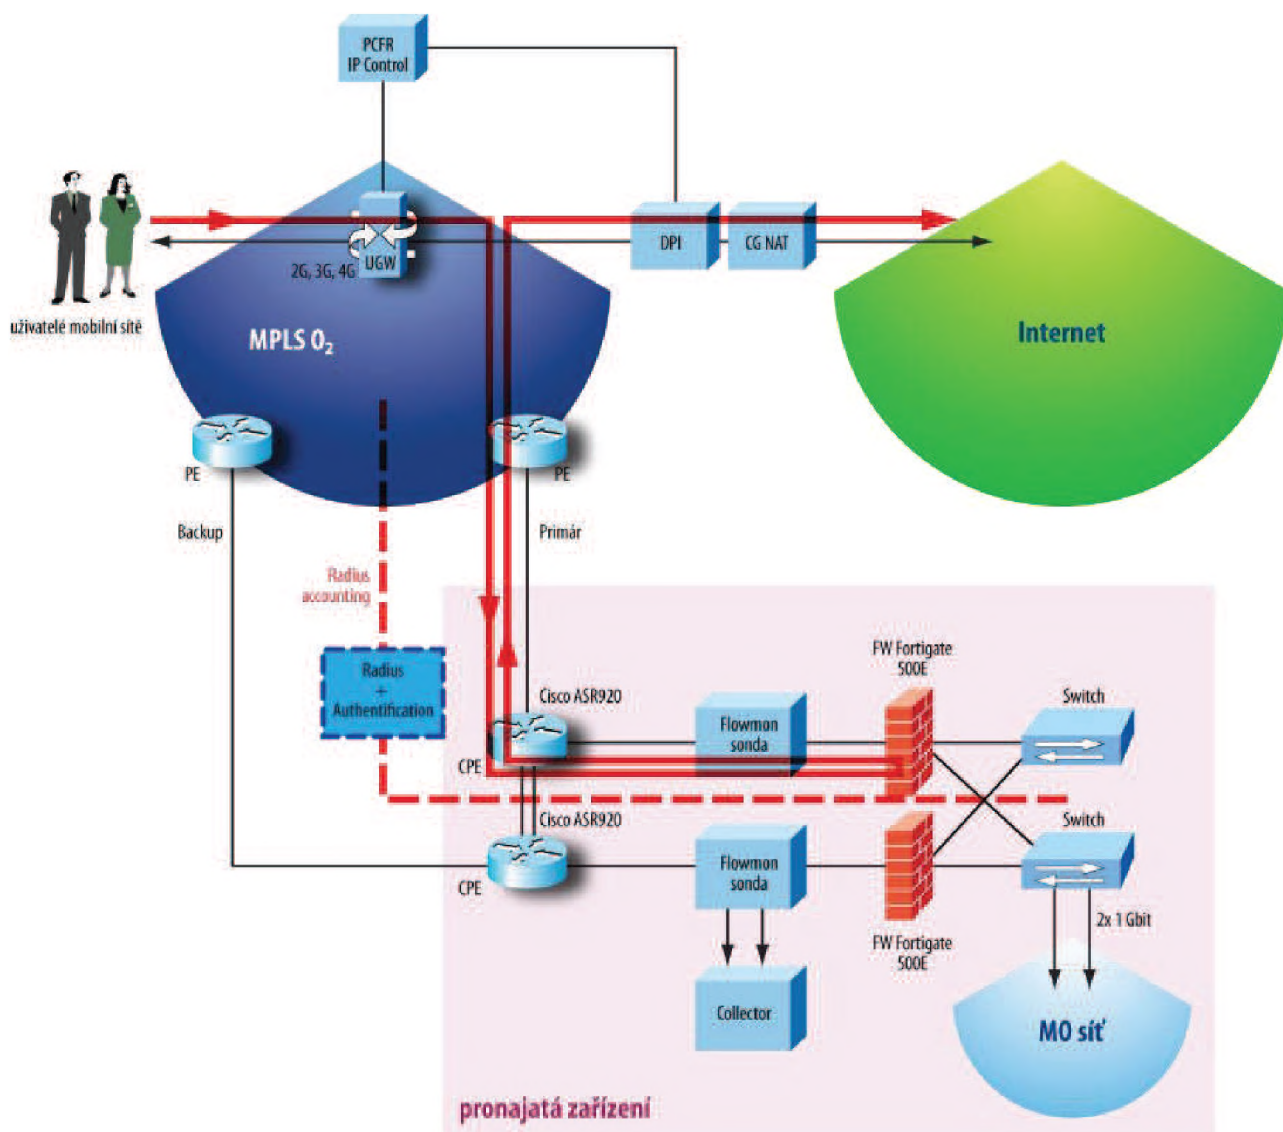 PCFR
IP Control
DPI
CG NAT
UGW
2G, 3G, 4G
uživatelé mobilní sítě
MPLS O2
Internet
PE
PE
Backup
Primár
Radius
accounting
Radius
+
Authentification
FW Fortigate
500E
Cisco ASR920
Flowmon
sonda
Switch
CPE
Cisco ASR920
Switch
Flowmon
sonda
CPE
2x 1 Gbit
FW Fortigate
500E
Collector
MO síť
pronajatá zařízení